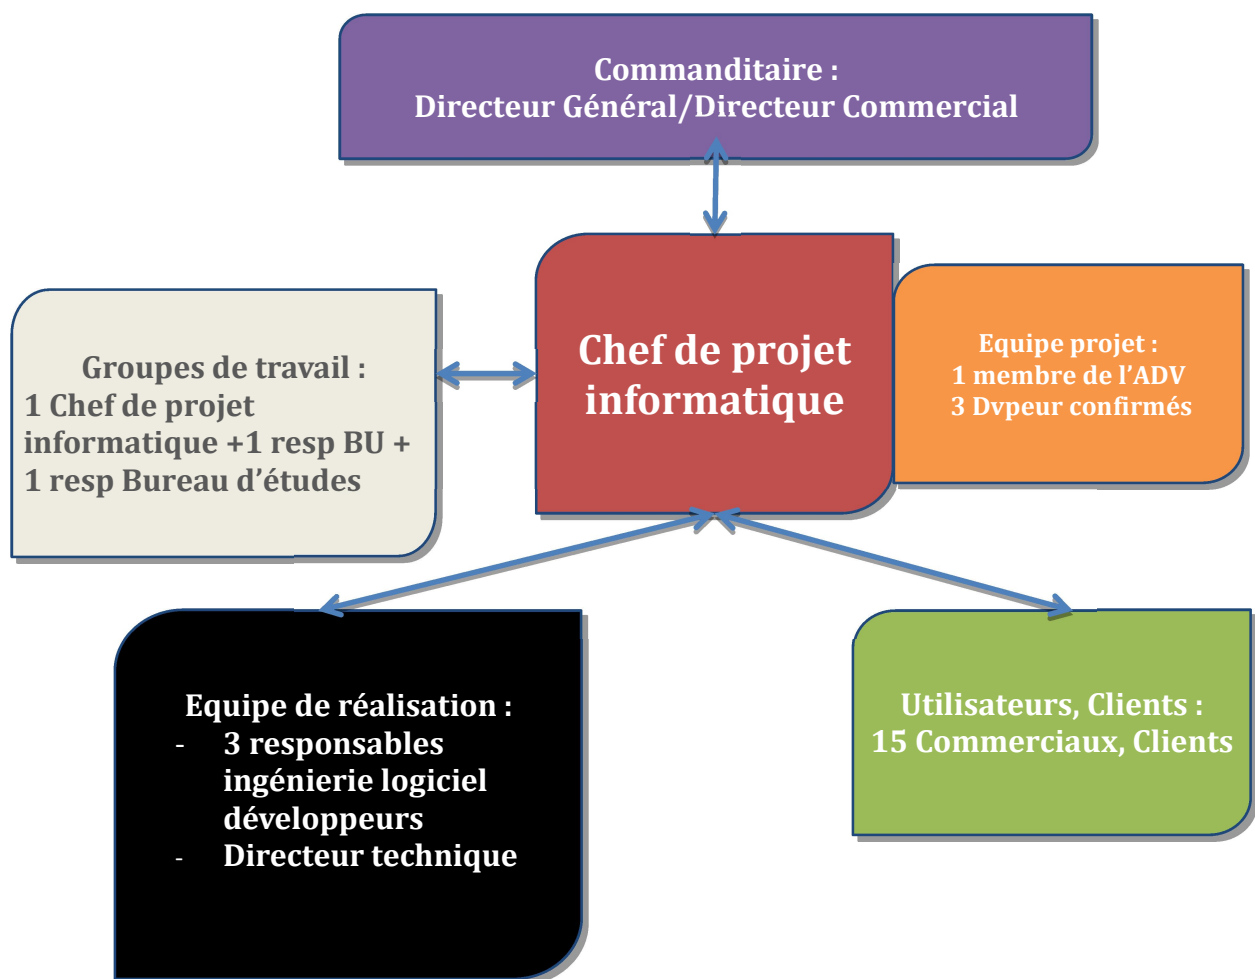 Commanditaire :
Directeur Général/Directeur Commercial
Chef de projet
informatique
Equipe projet :
1 membre de l'ADV
3 Dvpeur confirmés
Groupes de travail :
1 Chef de projet
informatique +1 resp BU +
1 resp Bureau d'études
Equipe de réalisation :
- 3 responsables
ingénierie logiciel
développeurs
- Directeur technique
Utilisateurs, Clients :
15 Commerciaux, Clients